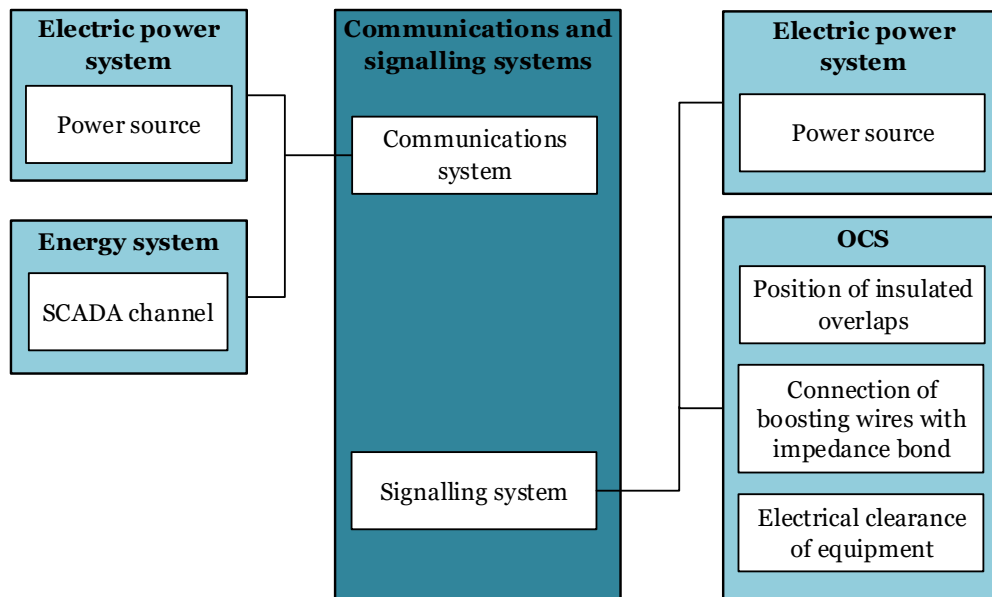 Electric power
system
Power source
Energy system
SCADA channel
Communications and
signalling systems
Communications
system
Signalling system
Electric power
system
Power source
OCS
Position of insulated
overlaps
Connection of
boosting wires with
impedance bond
Electrical clearance
of equipment